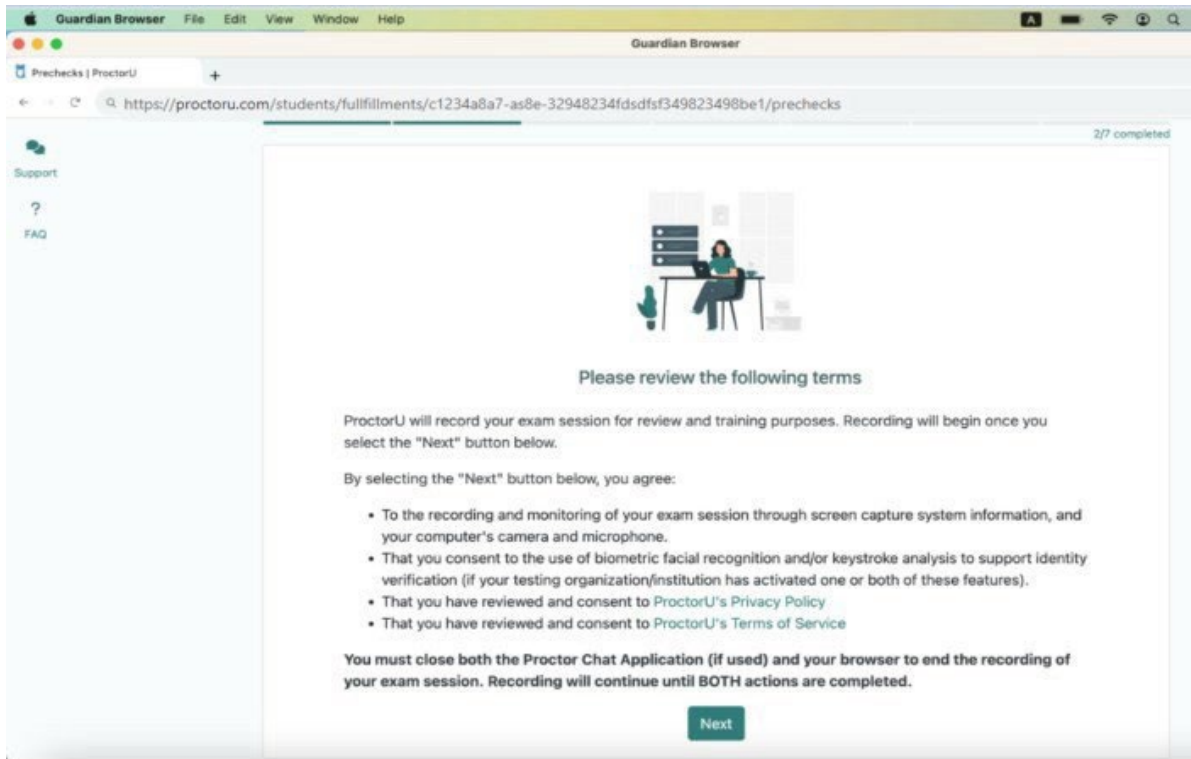 Guardian Browser File Edit View Window Help
A
Guardian Browser
Prechecks | ProctorU
+
https://proctoru.com/students/fullfillments/c1234a8a7-as8e-32948234fdsdfsf349823498be1/prechecks
2/7 completed
Support
?
FAQ
Please review the following terms
ProctorU will record your exam session for review and training purposes. Recording will begin once you
select the "Next" button below.
By selecting the "Next" button below, you agree:
• To the recording and monitoring of your exam session through screen capture system information, and
your computer's camera and microphone.
• That you consent to the use of biometric facial recognition and/or keystroke analysis to support identity
verification (if your testing organization/institution has activated one or both of these features).
• That you have reviewed and consent to ProctorU's Privacy Policy
• That you have reviewed and consent to ProctorU's Terms of Service
You must close both the Proctor Chat Application (if used) and your browser to end the recording of
your exam session. Recording will continue until BOTH actions are completed.
Next